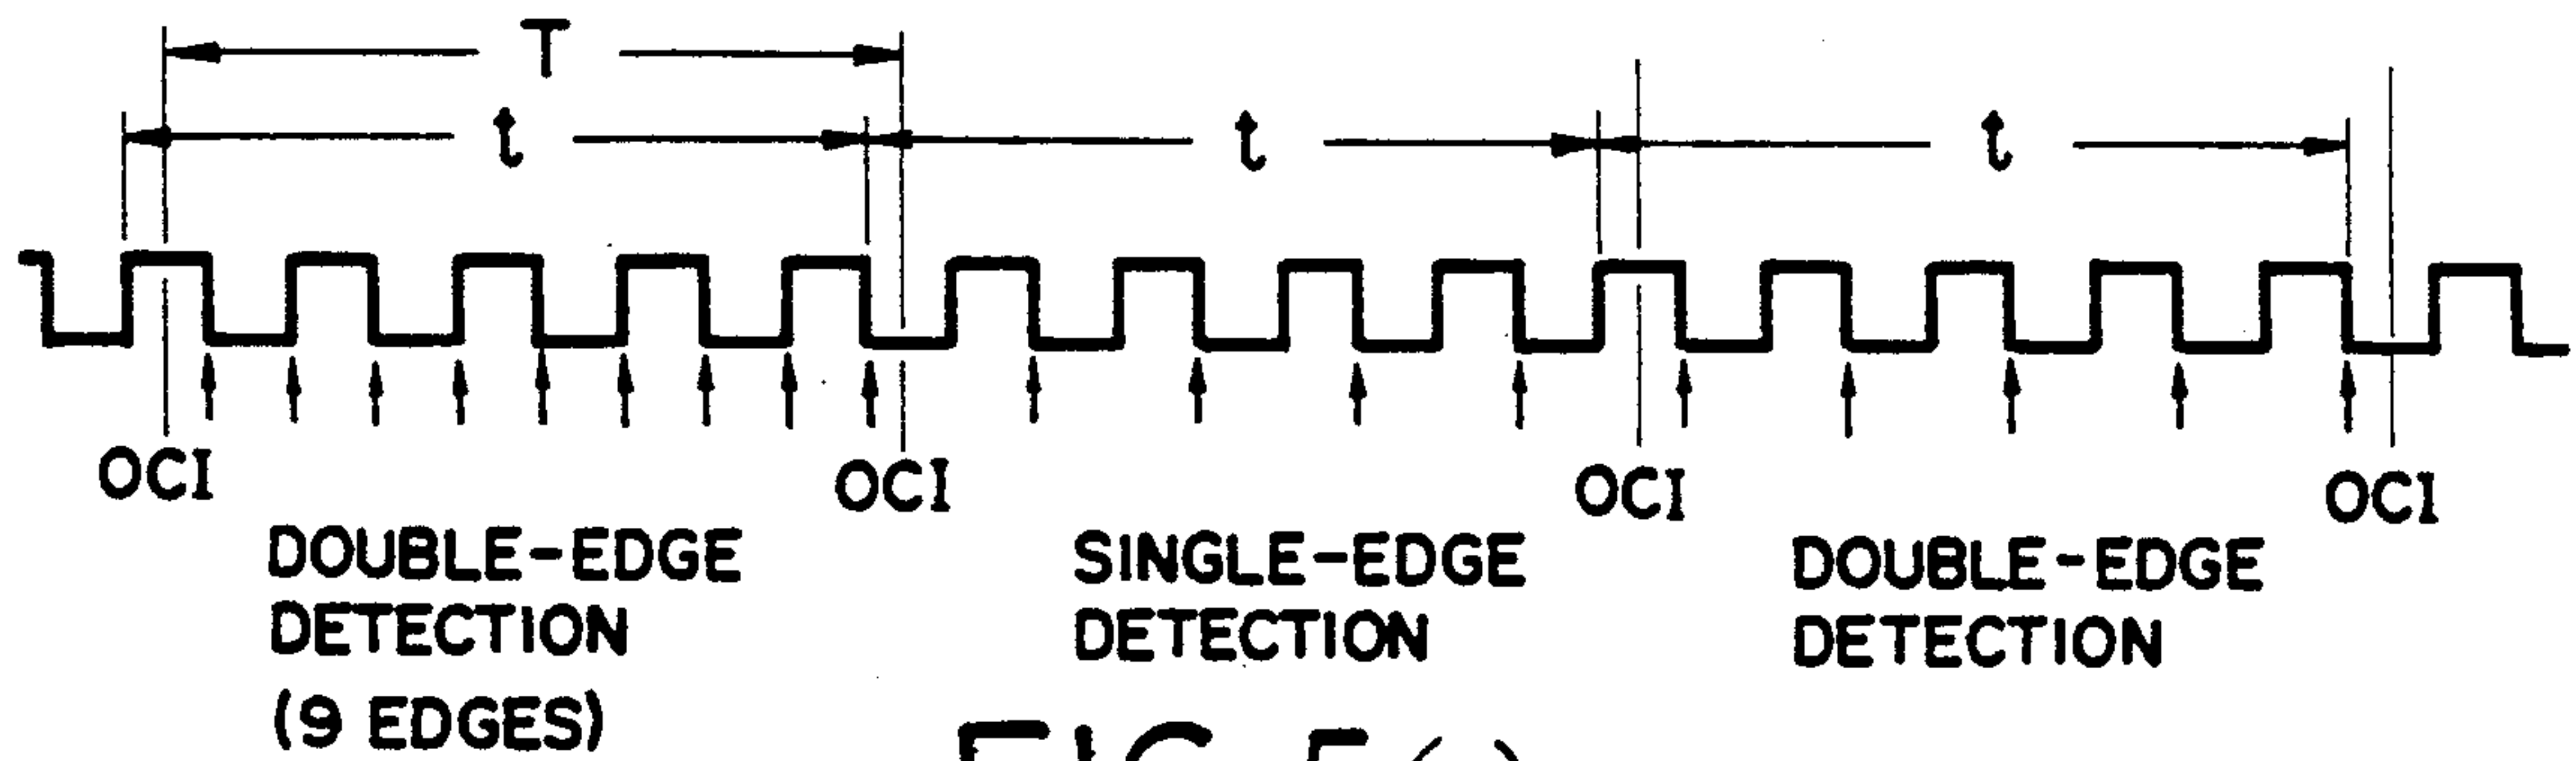 T
t
t
t
OCI
OCI
OCI
OCI
DOUBLE-EDGE
DETECTION
(9 EDGES)
SINGLE-EDGE
DETECTION
DOUBLE-EDGE
DETECTION